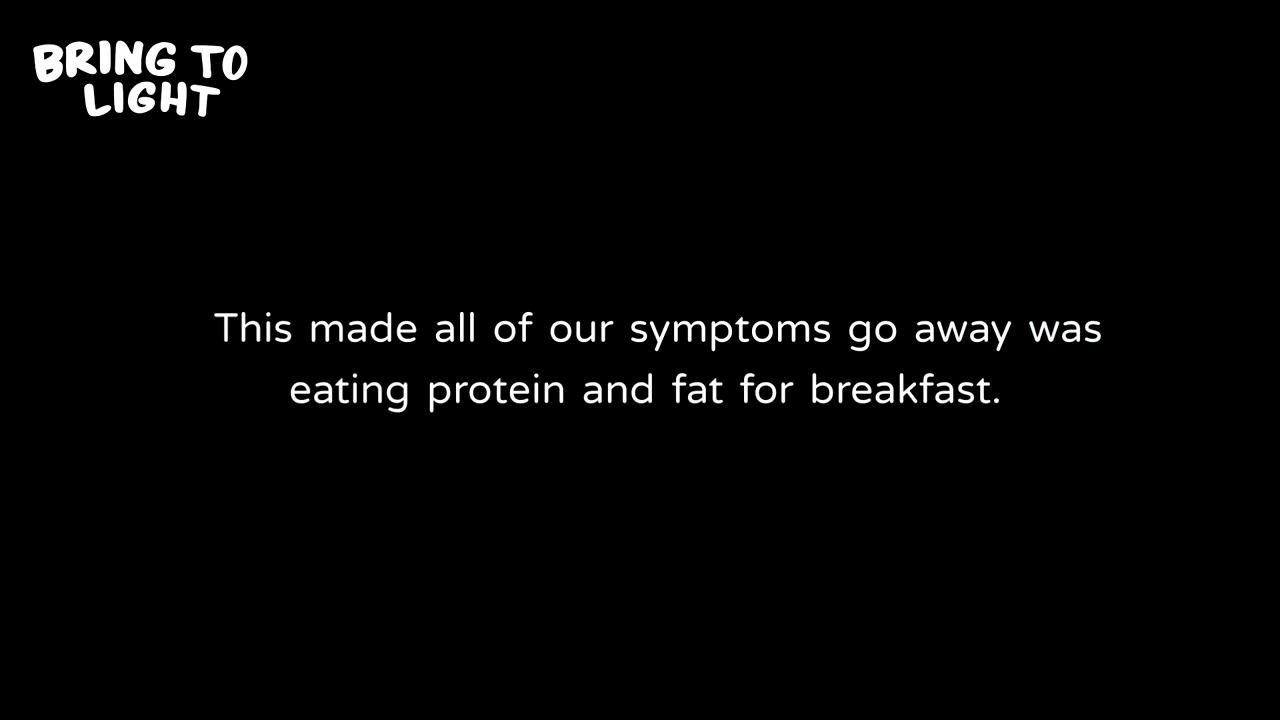 BRING TO
LIGHT
This made all of our symptoms go away was
eating protein and fat for breakfast.